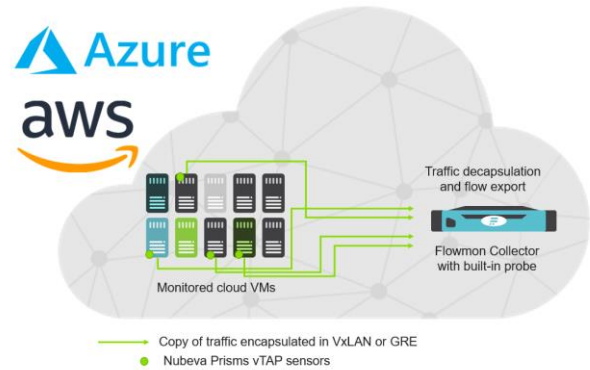 Azure
aws
Traffic decapsulation
and flow export
Flowmon Collector
with built-in probe
Monitored cloud VMs
Copy of traffic encapsulated in VxLAN or GRE
Nubeva Prisms vTAP sensors